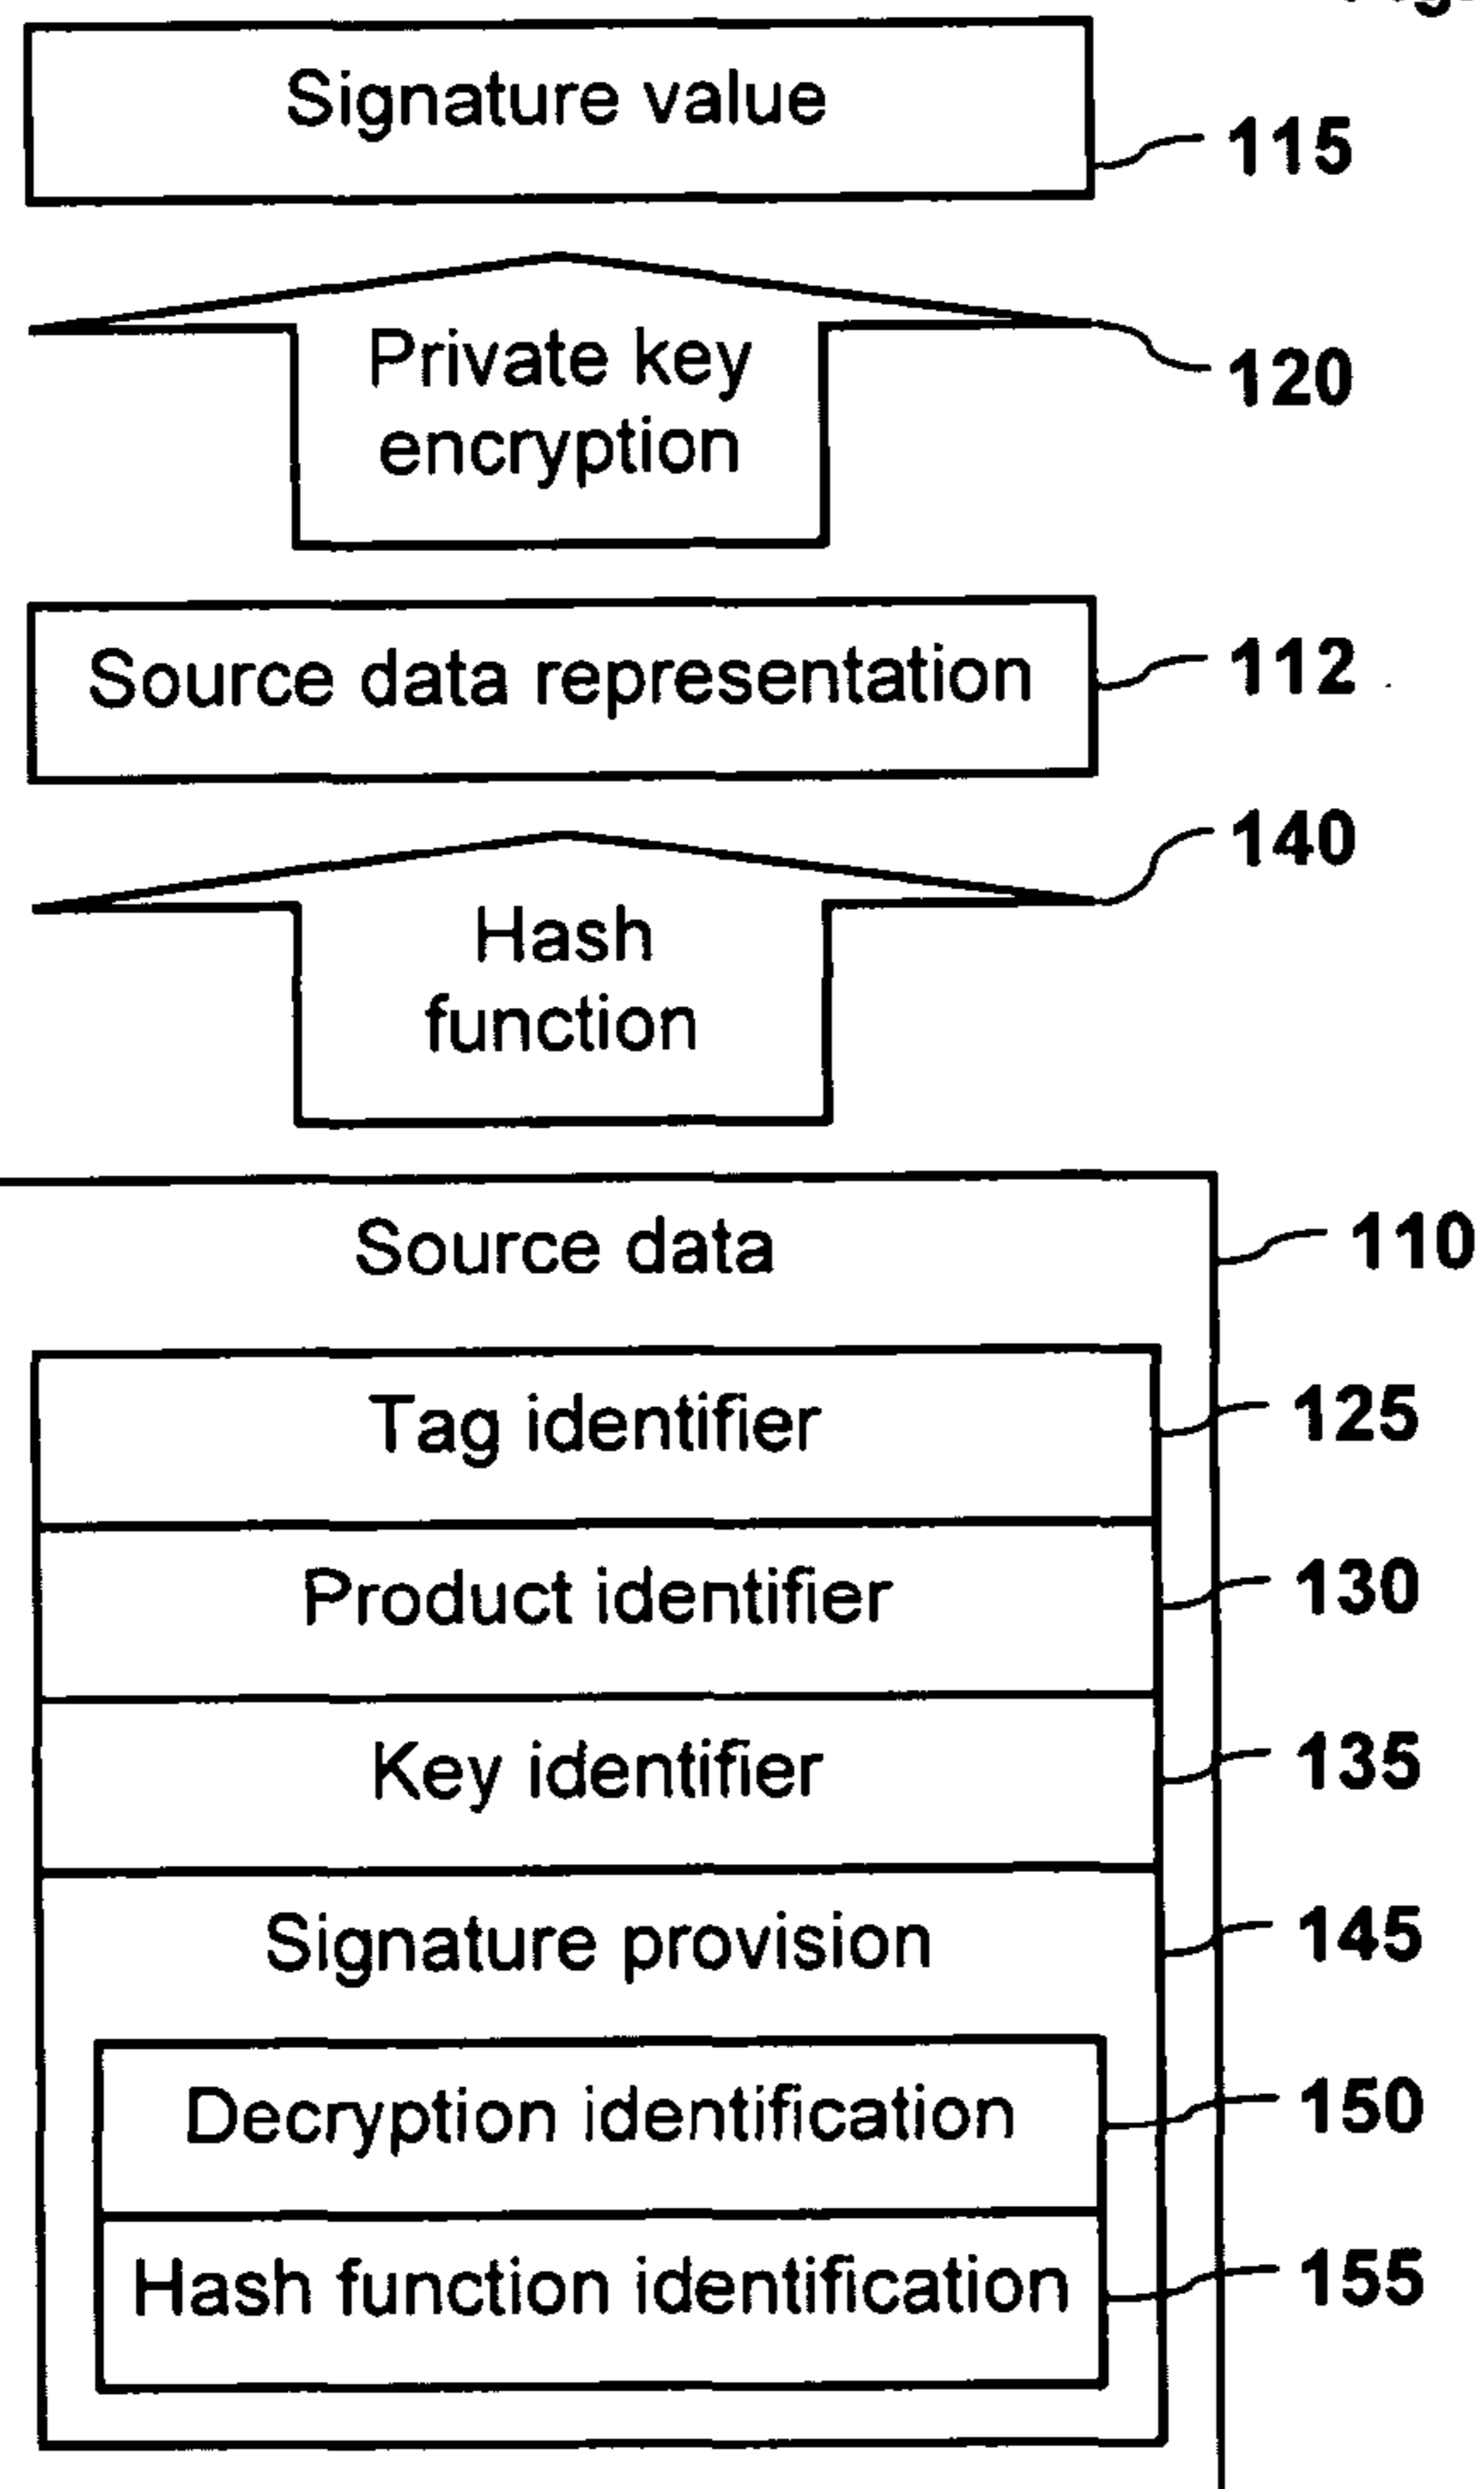 Signature value
115
Private key
encryption
120
Source data representation
112
140
Hash
function
Source data
110
Tag identifier
125
Product identifier
130
Key identifier
135
Signature provision
145
Decryption identification
150
Hash function identification
155